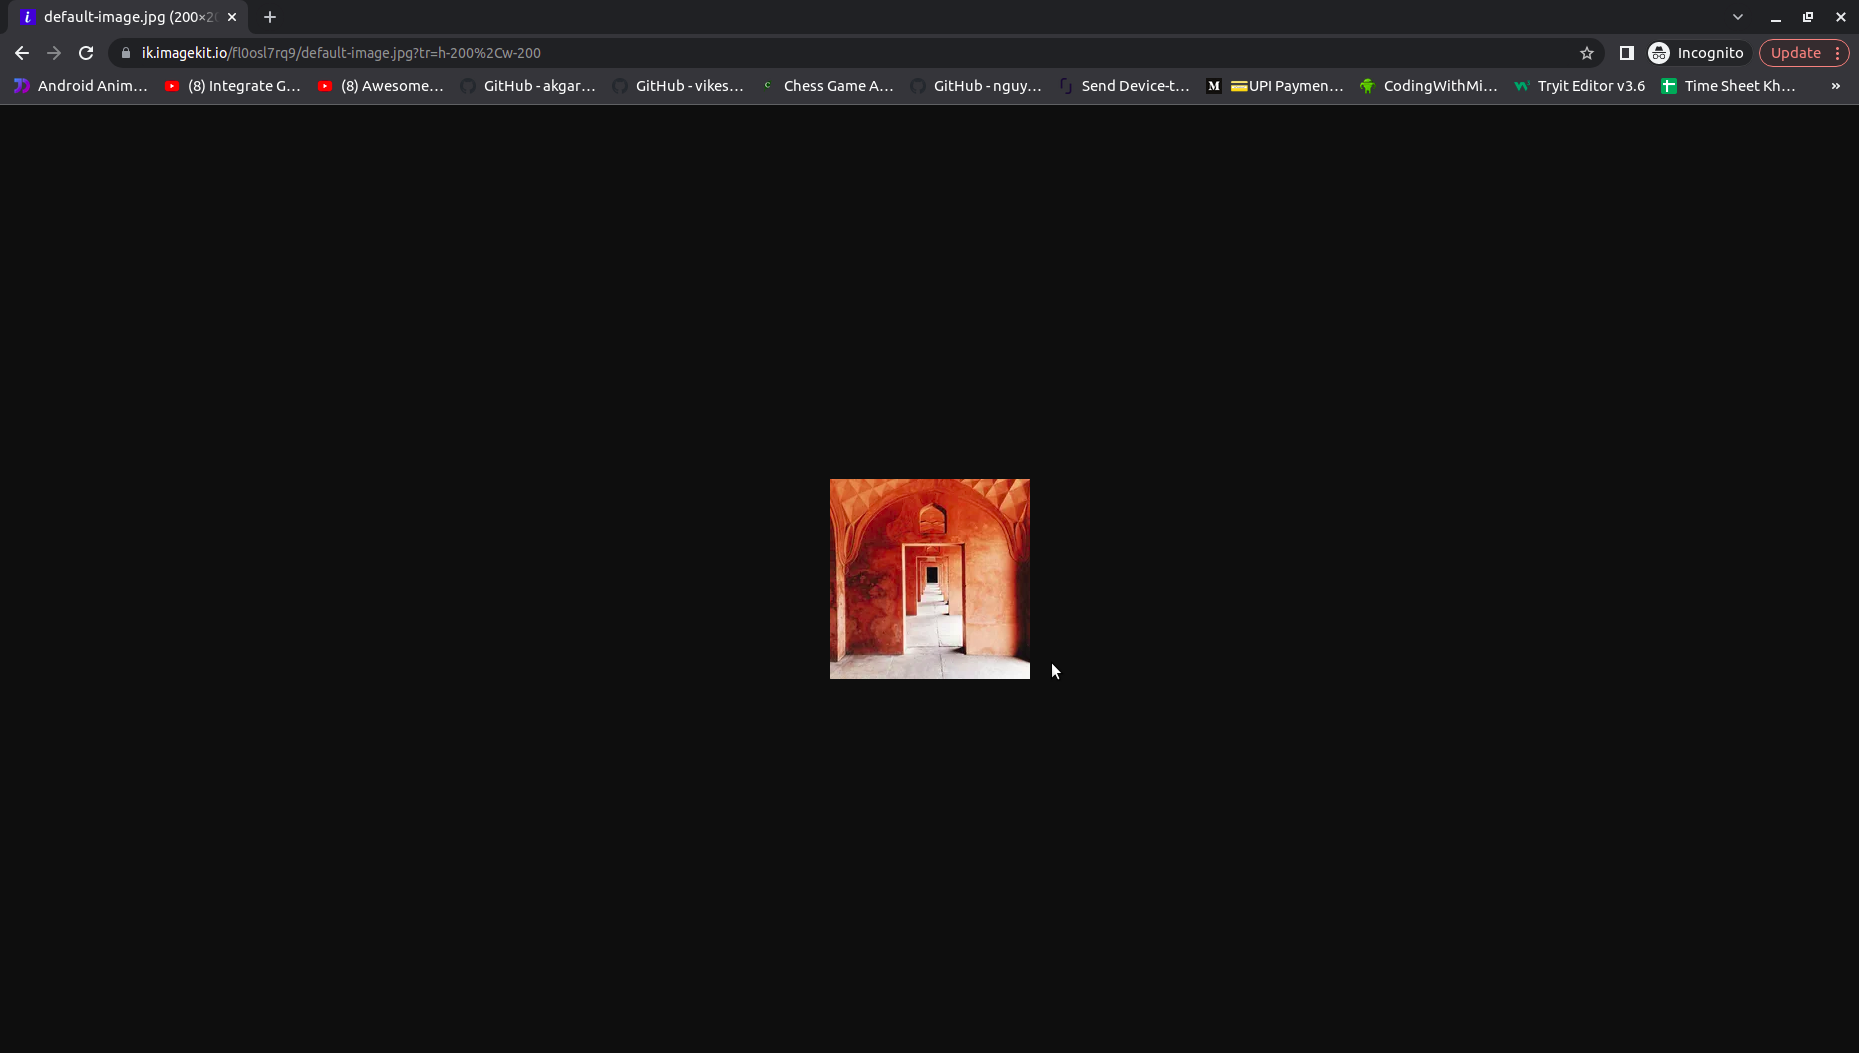 default-image.jpg (200×20
ik.imagekit.io/fl0osl7rq9/default-image.jpg?tr=h-200%2Cw-200
Incognito
Update
Android Anim…
(8) Integrate G…
(8) Awesome…
GitHub - akgar…
GitHub - vikes…
Chess Game A…
GitHub - nguy…
Send Device-t…
UPI Paymen…
CodingWithMi…
Tryit Editor v3.6
Time Sheet Kh…
»